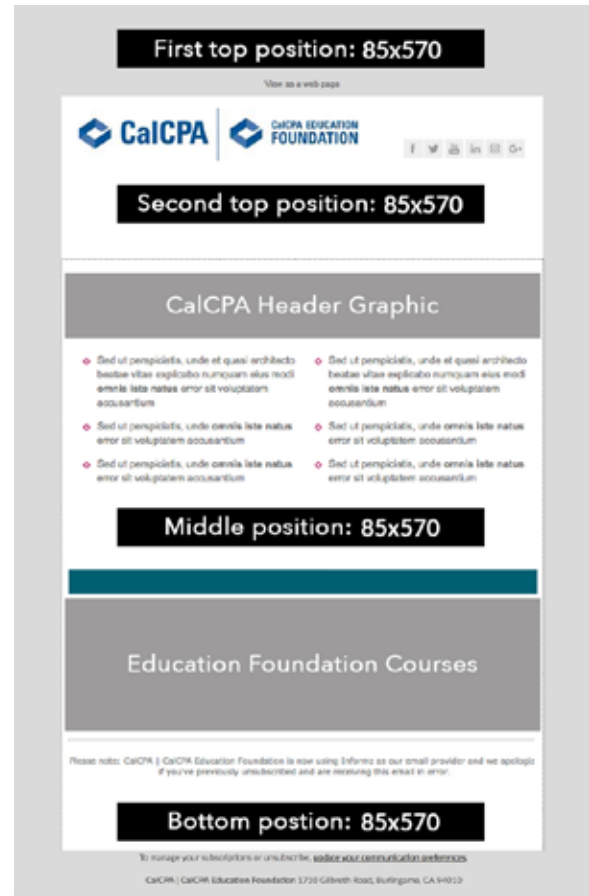 First top position: 85x570
View as a web page
CalCPA
CalCPA EDUCATION
FOUNDATION
f in G+
Second top position: 85x570
CalCPA Header Graphic
Sed ut perspiciatis, unde et quasi architecto
beatae vitae explicabo numquam eius modi
omnis iste natus error sit voluptatem
accusantium
Sed ut perspiciatis, unde omnis iste natus
error sit voluptatem accusantium
Sed ut perspiciatis, unde omnis iste natus
error sit voluptatem accusantium
Sed ut perspiciatis, unde et quasi architecto
beatae vitae explicabo numquam eius modi
omnis iste natus error sit voluptatem
accusantium
Sed ut perspiciatis, unde omnis iste natus
error sit voluptatem accusantium
Sed ut perspiciatis, unde omnis iste natus
error sit voluptatem accusantium
Middle position: 85x570
Education Foundation Courses
Please note: CalCPA | CalCPA Education Foundation is now using Informz as our email provider and we apologize
if you've previously unsubscribed and are receiving this email in error.
Bottom postion: 85x570
To manage your subscriptions or unsubscribe, update your communication preferences.
CalCPA | CalCPA Education Foundation 1710 Gilbreth Road, Burlingame, CA 94010